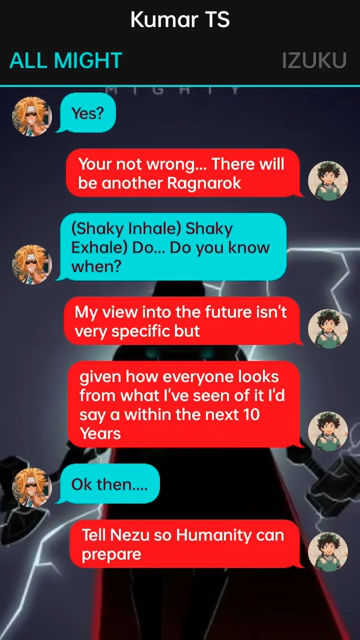 Kumar TS
ALL MIGHT
IZUKU
MIGHTY
Yes?
Your not wrong... There will
be another Ragnarok
(Shaky Inhale) Shaky
Exhale) Do... Do you know
when?
My view into the future isn't
very specific but
given how everyone looks
from what I've seen of it I'd
say a within the next 10
Years
Ok then....
Tell Nezu so Humanity can
prepare